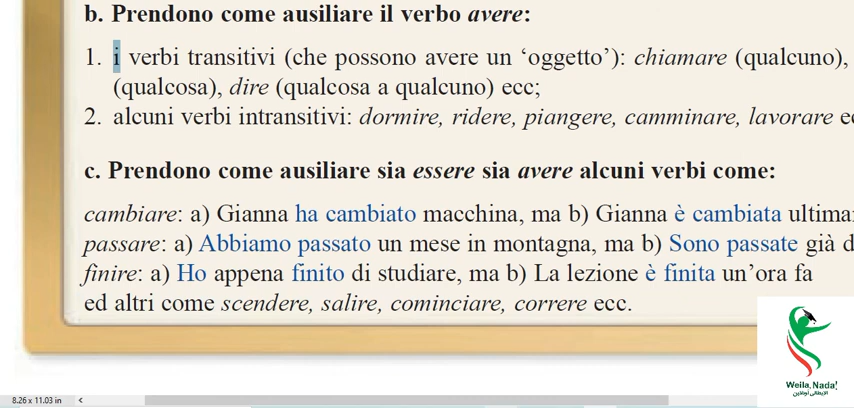 b. Prendono come ausiliare il verbo avere:
1. i verbi transitivi (che possono avere un ‘oggetto’): chiamare (qualcuno),
(qualcosa), dire (qualcosa a qualcuno) ecc;
2. alcuni verbi intransitivi: dormire, ridere, piangere, camminare, lavorare e
c. Prendono come ausiliare sia essere sia avere alcuni verbi come:
cambiare: a) Gianna ha cambiato macchina, ma b) Gianna è cambiata ultima
passare: a) Abbiamo passato un mese in montagna, ma b) Sono passate già d
finire: a) Ho appena finito di studiare, ma b) La lezione è finita un’ora fa
ed altri come scendere, salire, cominciare, correre ecc.
Weila, Nada!
8.26 x 11.03 in